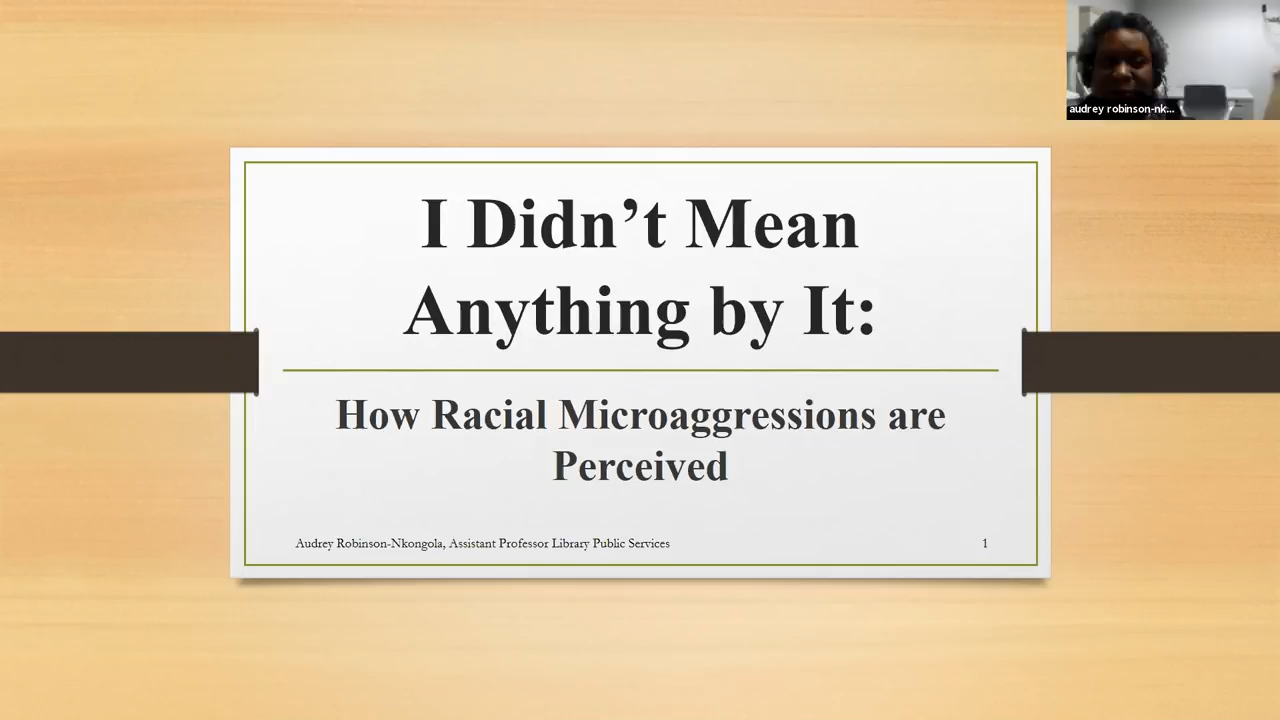 audrey robinson-nk...
I Didn’t Mean
Anything by It:
How Racial Microaggressions are
Perceived
Audrey Robinson-Nkongola, Assistant Professor Library Public Services
1